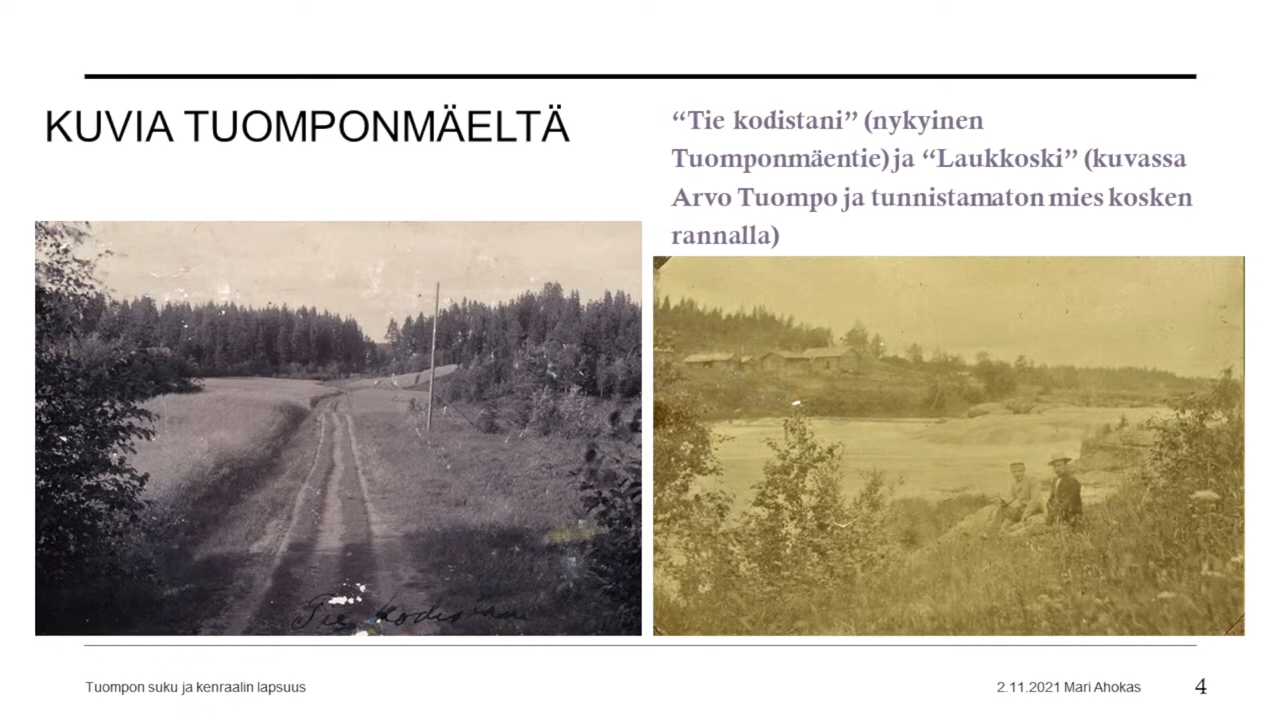 KUVIA TUOMPONMÄELTÄ
“Tie kodistani” (nykyinen
Tuomponmäentie) ja “Laukkoski” (kuvassa
Arvo Tuompo ja tunnistamaton mies kosken
rannalla)
Tie kodistani
Tuompon suku ja kenraalin lapsuus
2.11.2021 Mari Ahokas
4